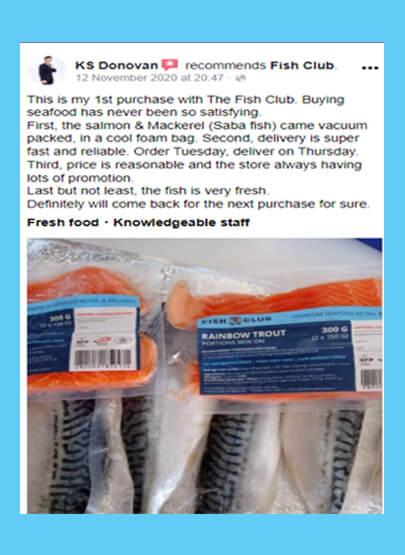 KS Donovan recommends Fish Club.
12 November 2020 at 20:47 ·
This is my 1st purchase with The Fish Club. Buying
seafood has never been so satisfying.
First, the salmon & Mackerel (Saba fish) came vacuum
packed, in a cool foam bag. Second, delivery is super
fast and reliable. Order Tuesday, deliver on Thursday.
Third, price is reasonable and the store always having
lots of promotion.
Last but not least, the fish is very fresh.
Definitely will come back for the next purchase for sure.
Fresh food · Knowledgeable staff
300 G
FISH CLUB
RAINBOW TROUT
PORTIONS SKIN ON
300 G
(2 x 150 G)